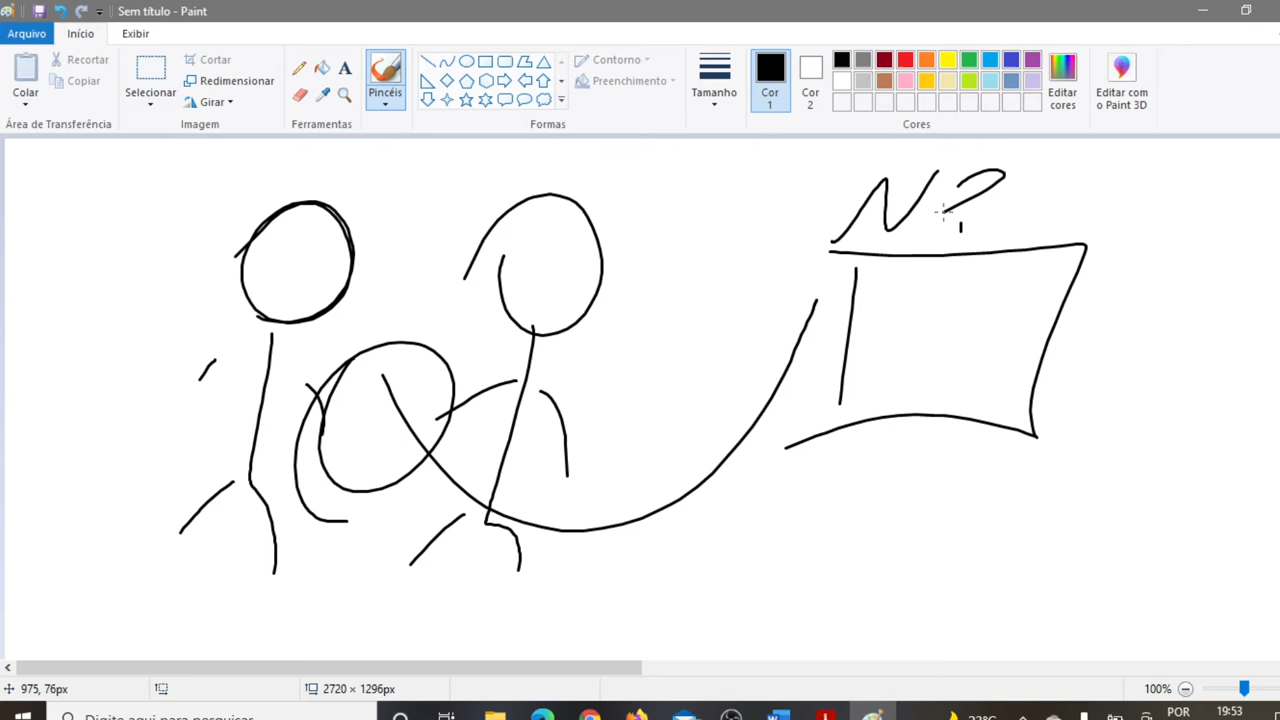 Sem título - Paint
Arquivo Início Exibir
Colar
Recortar
Copiar
Área de Transferência
Selecionar
Cortar
Redimensionar
Girar
Imagem
A
Ferramentas
Pincéis
Contorno
Preenchimento
Formas
Tamanho
Cor 1
Cor 2
Editar cores
Cores
Editar com o Paint 3D
N?
975, 76px
2720 × 1296px
100%
Digite aqui para pesquisar
22°C
POR
19:53